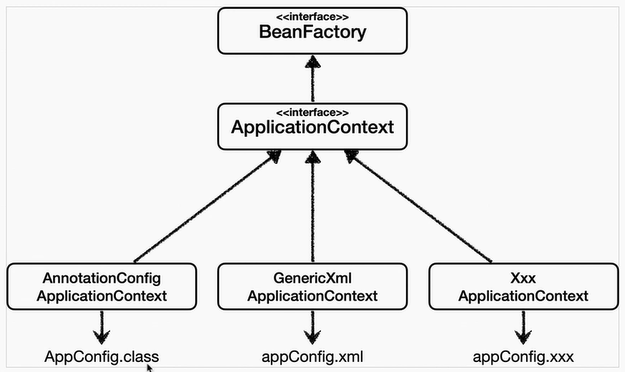 <<interface>>
BeanFactory
<<interface>>
ApplicationContext
AnnotationConfig
ApplicationContext
GenericXml
ApplicationContext
Xxx
ApplicationContext
AppConfig.class
appConfig.xml
appConfig.xxx